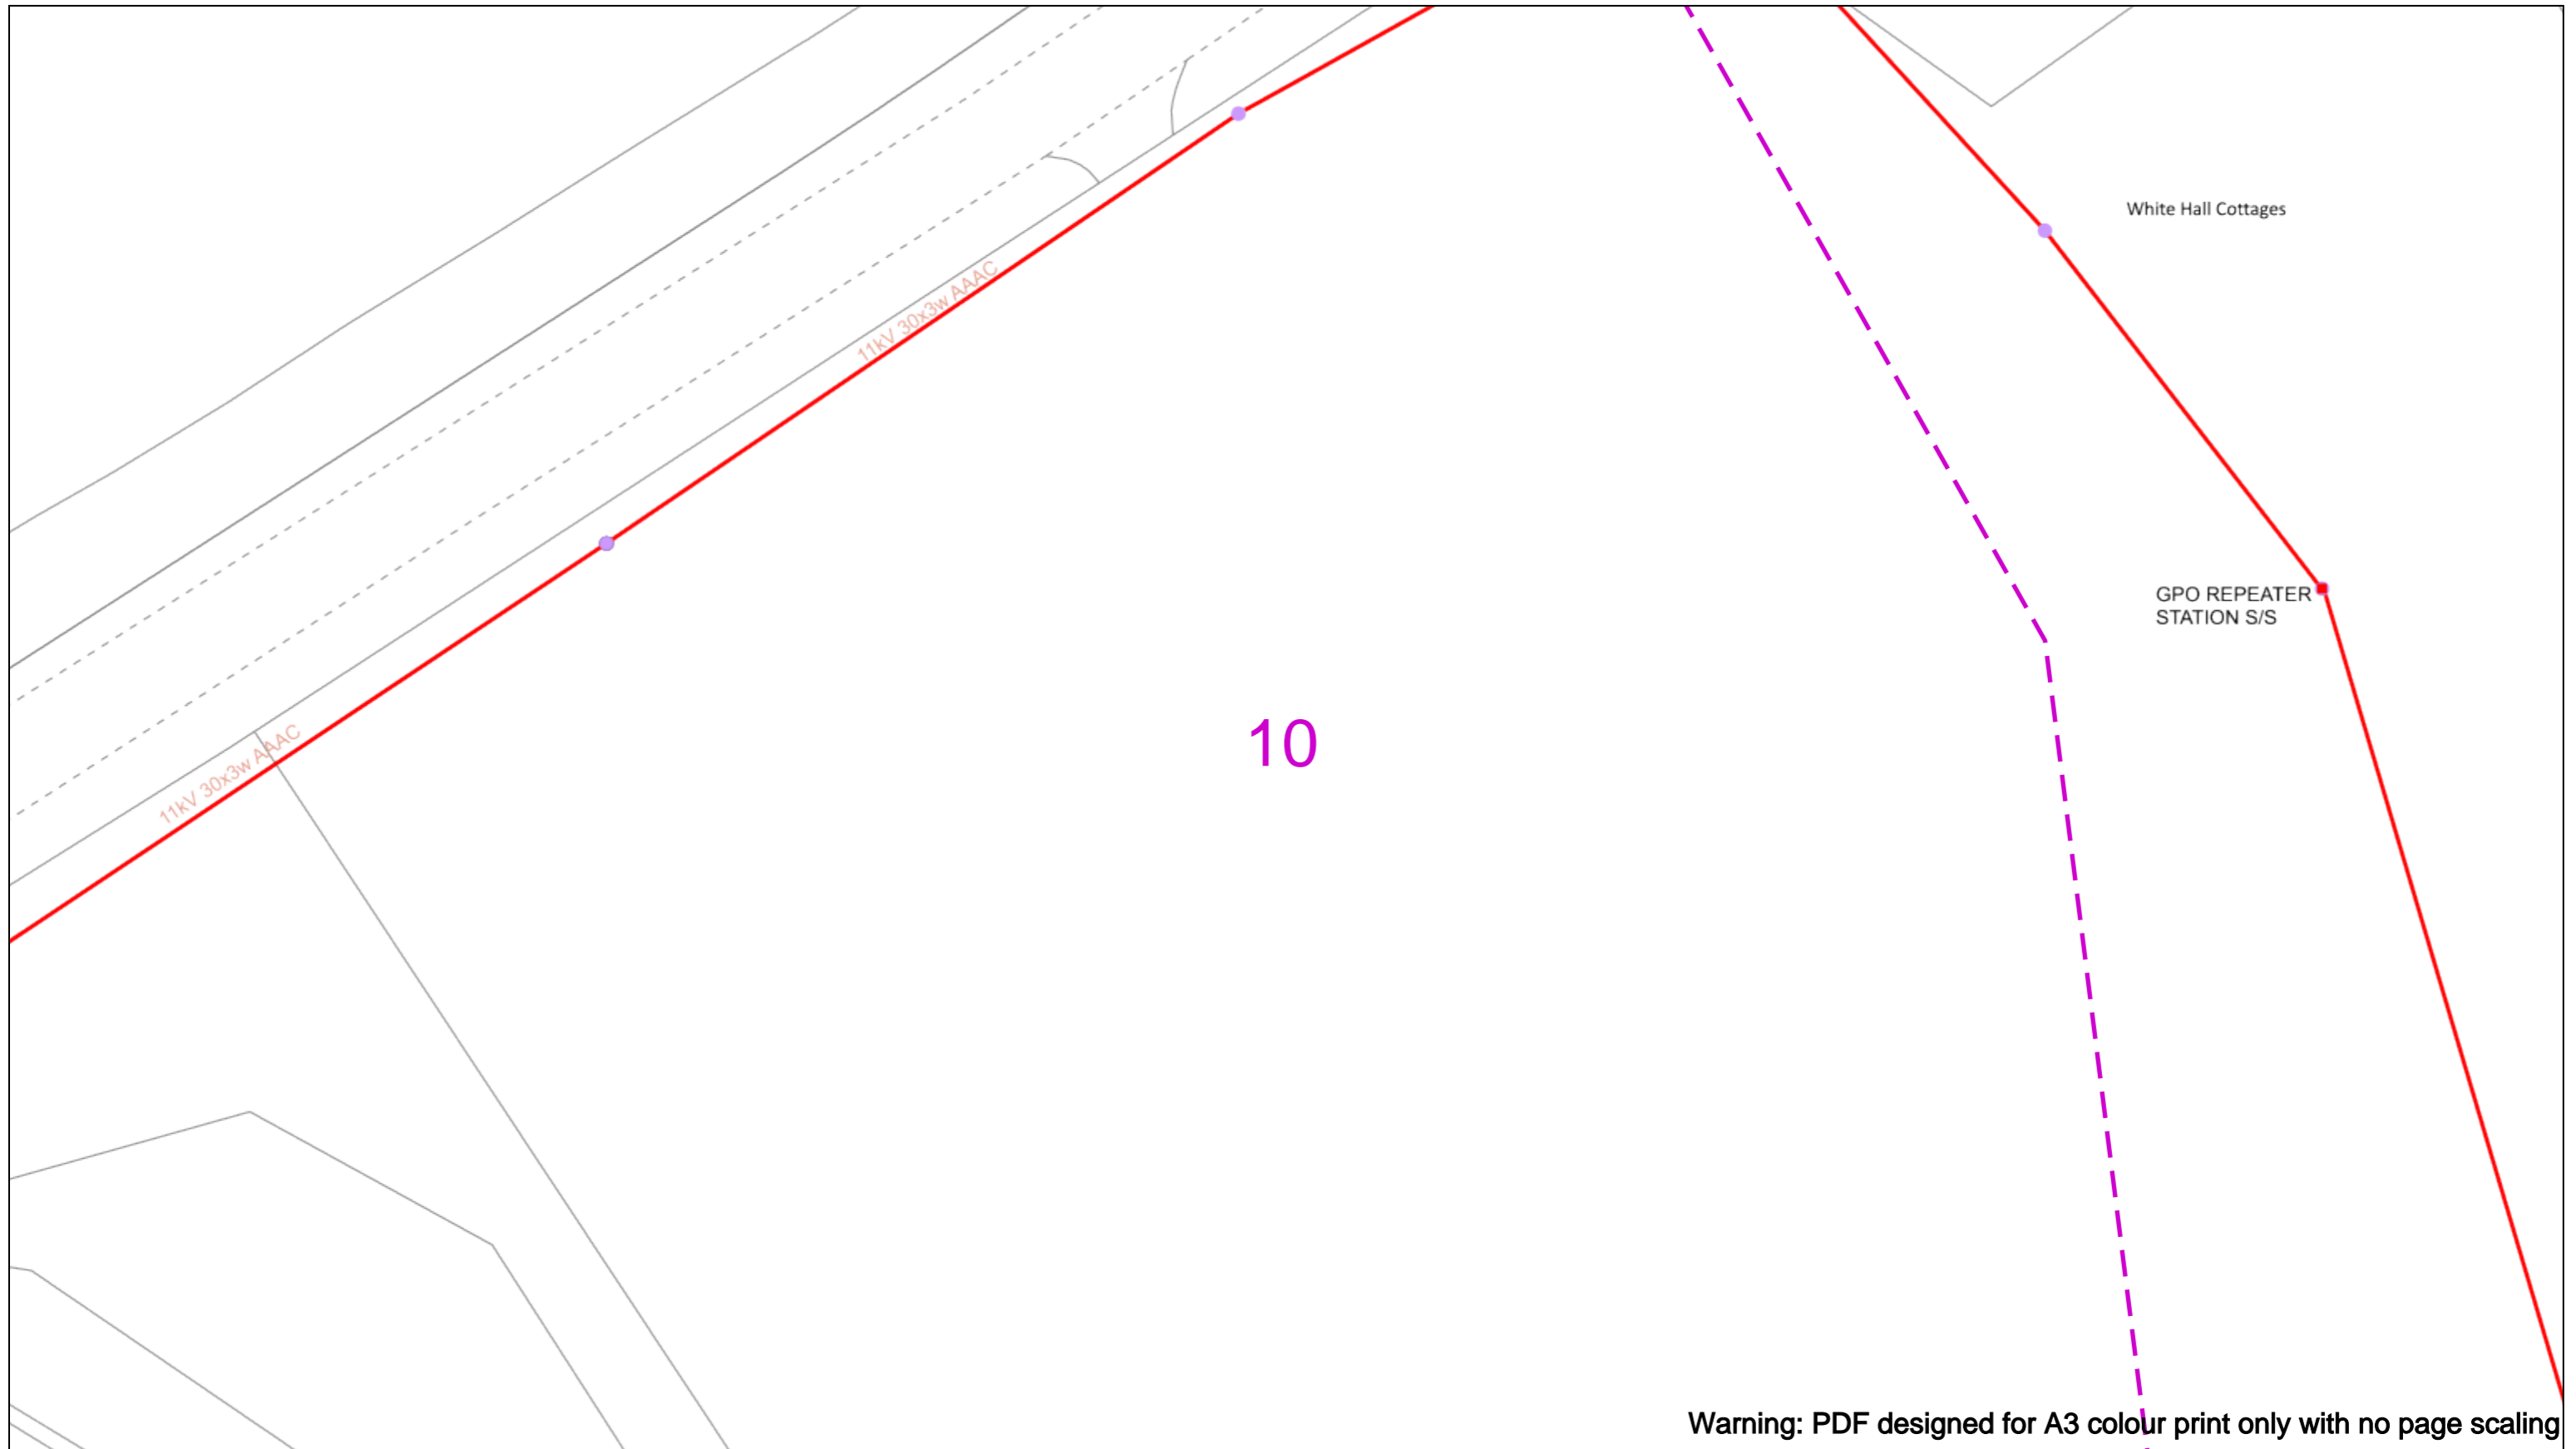 White Hall Cottages
11kV 30x3w AAAC
GPO REPEATER
STATION S/S
10
11kV 30x3w AAAC
Warning: PDF designed for A3 colour print only with no page scaling